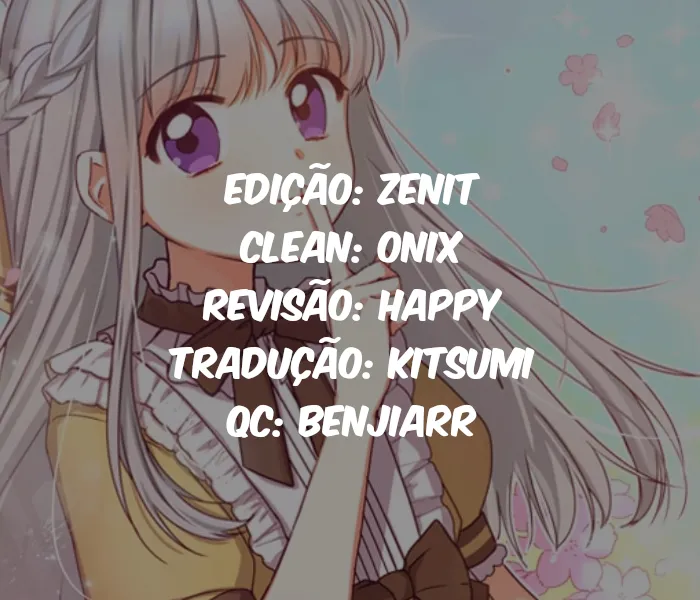 EDIÇÃO: ZENIT
CLEAN: ONIX
REVISÃO: HAPPY
TRADUÇÃO: KITSUMI
QC: BENJIARR